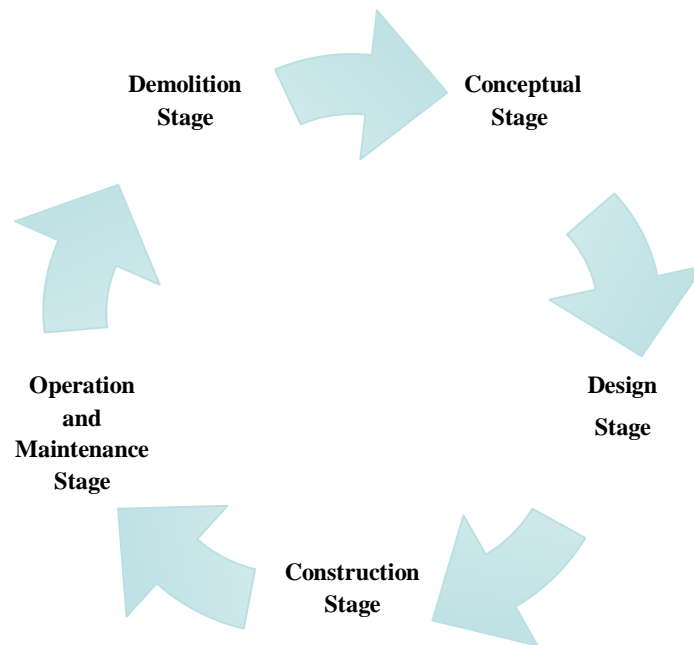 Demolition
Stage
Conceptual
Stage
Design
Stage
Construction
Stage
Operation
and
Maintenance
Stage